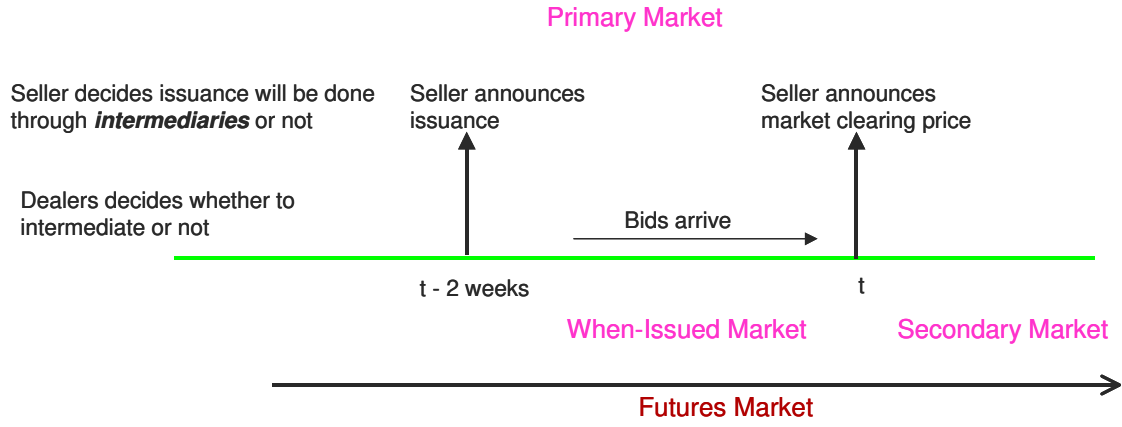 Primary Market
Seller decides issuance will be done
through intermediaries or not
Seller announces
issuance
Seller announces
market clearing price
Dealers decides whether to
intermediate or not
Bids arrive
t - 2 weeks
t
When-Issued Market
Secondary Market
Futures Market